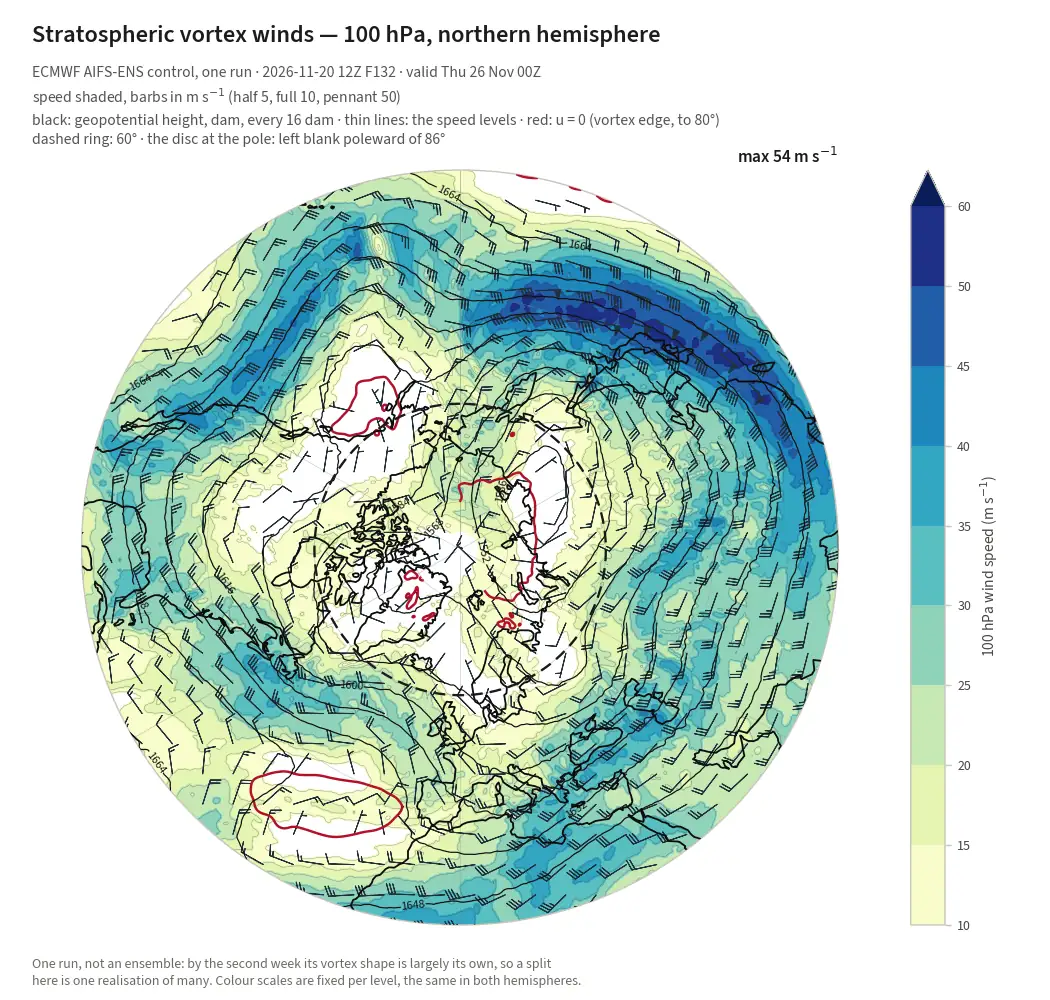 Stratospheric vortex winds — 100 hPa, northern hemisphere
ECMWF AIFS-ENS control, one run · 2026-11-20 12Z F132 · valid Thu 26 Nov 00Z
speed shaded, barbs in m s⁻¹ (half 5, full 10, pennant 50)
black: geopotential height, dam, every 16 dam · thin lines: the speed levels · red: u = 0 (vortex edge, to 80°)
dashed ring: 60° · the disc at the pole: left blank poleward of 86°
max 54 m s⁻¹
1664
1664
1664
1568
1552
1616
1600
1664
1648
60
50
45
40
35
30
25
20
15
10
100 hPa wind speed (m s⁻¹)
One run, not an ensemble: by the second week its vortex shape is largely its own, so a split
here is one realisation of many. Colour scales are fixed per level, the same in both hemispheres.